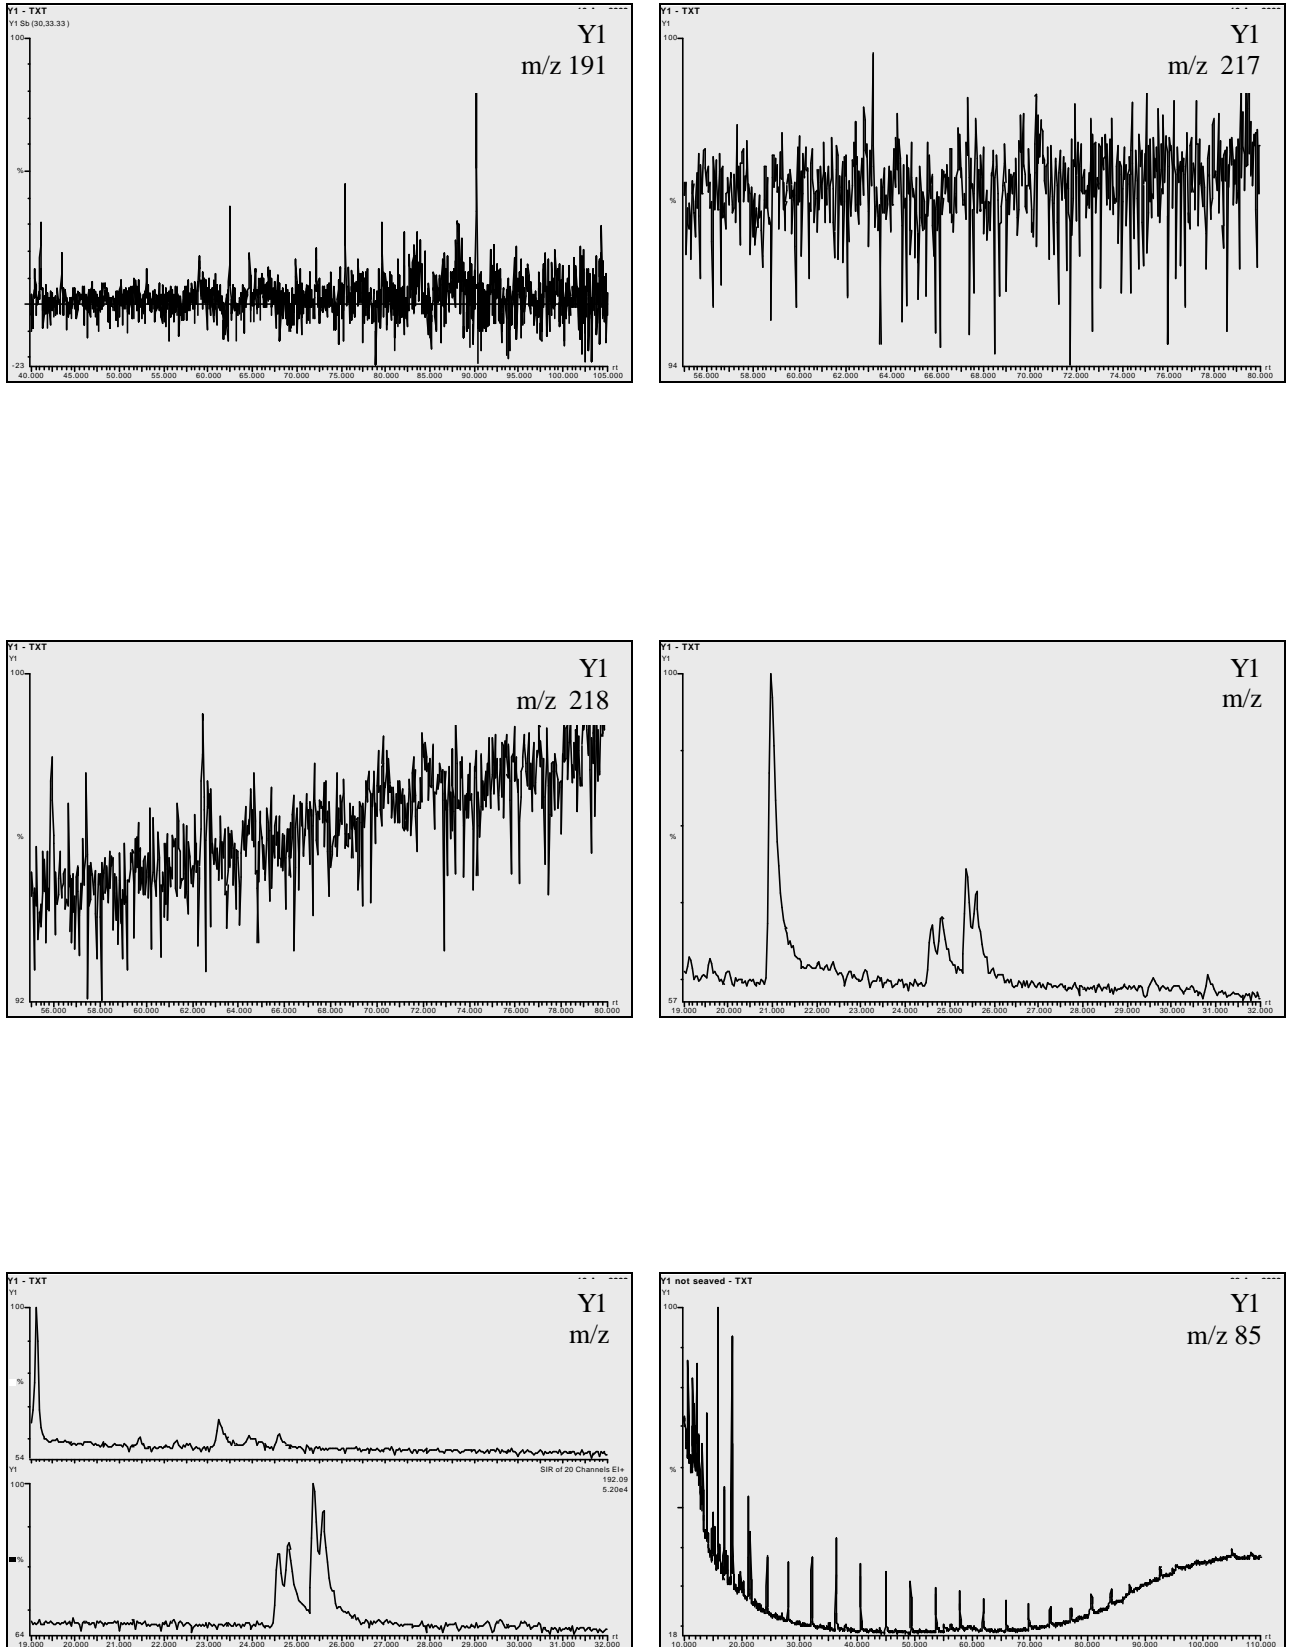 Y1 - TXT
Y1 Sb (30,33.33 )
Y1
m/z 191
100
%
-23
40.000 45.000 50.000 55.000 60.000 65.000 70.000 75.000 80.000 85.000 90.000 95.000 100.000 105.000
rt
Y1 - TXT
Y1
Y1
m/z 217
100
%
94
56.000 58.000 60.000 62.000 64.000 66.000 68.000 70.000 72.000 74.000 76.000 78.000 80.000
rt
Y1 - TXT
Y1
Y1
m/z 218
100
%
92
56.000 58.000 60.000 62.000 64.000 66.000 68.000 70.000 72.000 74.000 76.000 78.000 80.000
rt
Y1 - TXT
Y1
Y1
m/z
100
%
57
19.000 20.000 21.000 22.000 23.000 24.000 25.000 26.000 27.000 28.000 29.000 30.000 31.000 32.000
rt
Y1 - TXT
Y1
Y1
m/z
100
%
54
Y1
SIR of 20 Channels EI+
192.09
5.20e4
100
%
64
19.000 20.000 21.000 22.000 23.000 24.000 25.000 26.000 27.000 28.000 29.000 30.000 31.000 32.000
rt
Y1 not seaved - TXT
Y1
Y1
m/z 85
100
%
18
10.000 20.000 30.000 40.000 50.000 60.000 70.000 80.000 90.000 100.000 110.000
rt